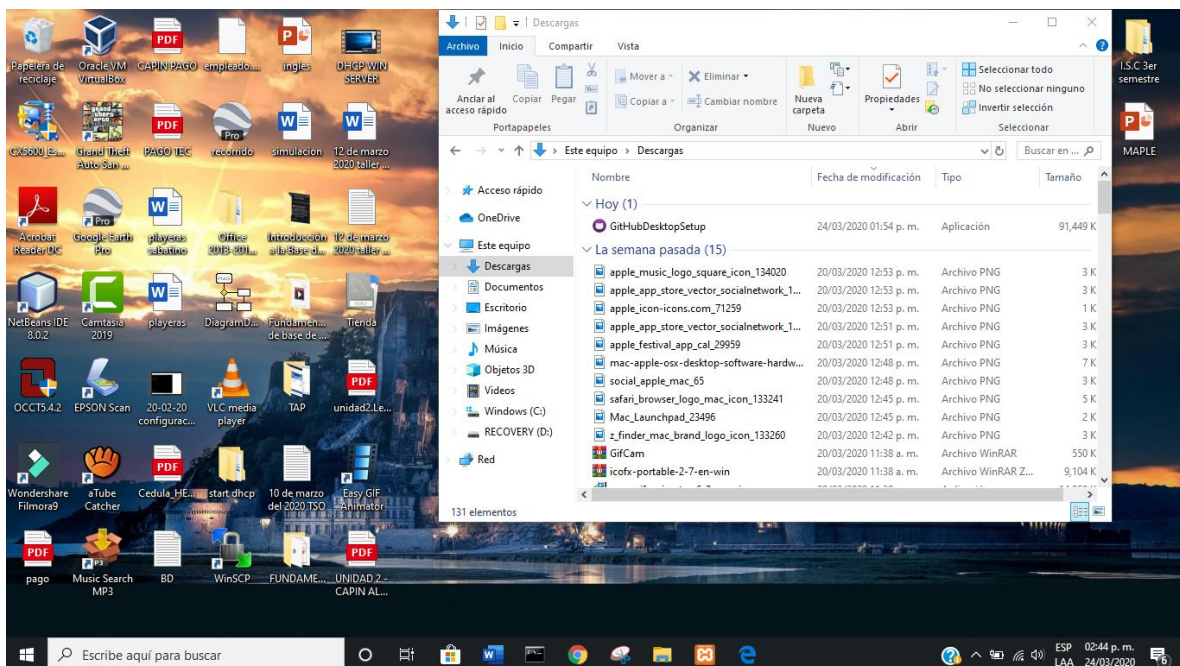 Papelera de reciclaje
Oracle VM VirtualBox
PDF
CAPIN PAGO
empleado....
ingles
DHCP WIN SERVER
CX5600_Es...
Grand Theft Auto San ...
PDF
PAGO TEC
Pro
recorrido
simulacion
12 de marzo 2020 taller ...
Acrobat Reader DC
Pro
Google Earth Pro
playeras sabatino
Office 2013-201...
Introducción a la Base d...
12 de marzo 2020 taller ...
NetBeans IDE 8.0.2
Camtasia 2019
playeras
DiagramD...
Fundamen... de base de ...
Tienda
OCCT5.4.2
EPSON Scan
20-02-20 configurac...
VLC media player
TAP
PDF
unidad2.Le...
Wondershare Filmora9
aTube Catcher
PDF
Cedula_HE...
start dhcp
10 de marzo del 2020 TSO...
Easy GIF Animator
PDF
pago
P3
Music Search MP3
BD
WinSCP
FUNDAME...
PDF
UNIDAD 2 - CAPIN AL...
Descargas
Archivo Inicio Compartir Vista
Anclar al acceso rápido
Copiar
Pegar
Portapapeles
Mover a
Copiar a
Eliminar
Cambiar nombre
Organizar
Nueva carpeta
Nuevo
Propiedades
Abrir
Seleccionar todo
No seleccionar ninguno
Invertir selección
Seleccionar
Este equipo > Descargas
Buscar en ...
Acceso rápido
OneDrive
Este equipo
Descargas
Documentos
Escritorio
Imágenes
Música
Objetos 3D
Videos
Windows (C:)
RECOVERY (D:)
Red
Nombre Fecha de modificación Tipo Tamaño
Hoy (1)
GitHubDesktopSetup 24/03/2020 01:54 p. m. Aplicación 91,449 K
La semana pasada (15)
apple_music_logo_square_icon_134020 20/03/2020 12:53 p. m. Archivo PNG 3 K
apple_app_store_vector_socialnetwork_1... 20/03/2020 12:53 p. m. Archivo PNG 3 K
apple_icon-icons.com_71259 20/03/2020 12:53 p. m. Archivo PNG 1 K
apple_app_store_vector_socialnetwork_1... 20/03/2020 12:51 p. m. Archivo PNG 3 K
apple_festival_app_cal_29959 20/03/2020 12:51 p. m. Archivo PNG 3 K
mac-apple-osx-desktop-software-hardw... 20/03/2020 12:48 p. m. Archivo PNG 7 K
social_apple_mac_65 20/03/2020 12:48 p. m. Archivo PNG 3 K
safari_browser_logo_mac_icon_133241 20/03/2020 12:45 p. m. Archivo PNG 5 K
Mac_Launchpad_23496 20/03/2020 12:45 p. m. Archivo PNG 2 K
z_finder_mac_brand_logo_icon_133260 20/03/2020 12:42 p. m. Archivo PNG 3 K
GifCam 20/03/2020 11:38 a. m. Archivo WinRAR 550 K
icofx-portable-2-7-en-win 20/03/2020 11:38 a. m. Archivo WinRAR Z... 9,104 K
131 elementos
I.S.C 3er semestre
MAPLE
Escribe aquí para buscar
ESP LAA
02:44 p. m.
24/03/2020
6